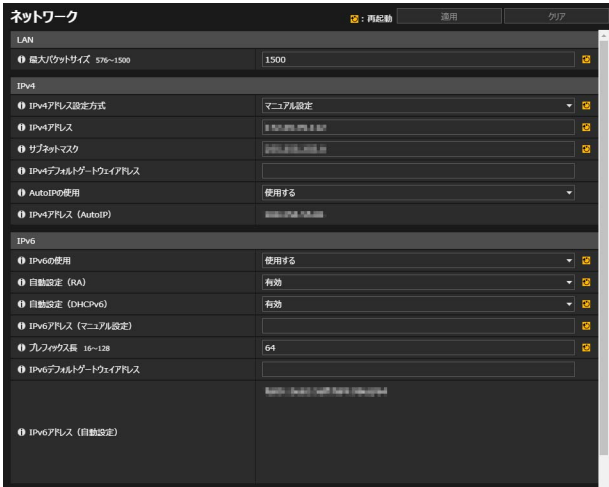 ネットワーク
：再起動 適用 クリア
LAN
最大パケットサイズ 576～1500 1500
IPv4
IPv4アドレス設定方式 マニュアル設定
IPv4アドレス
サブネットマスク
IPv4デフォルトゲートウェイアドレス
AutoIPの使用 使用する
IPv4アドレス（AutoIP）
IPv6
IPv6の使用 使用する
自動設定（RA） 有効
自動設定（DHCPv6） 有効
IPv6アドレス（マニュアル設定）
プレフィックス長 16～128 64
IPv6デフォルトゲートウェイアドレス
IPv6アドレス（自動設定）